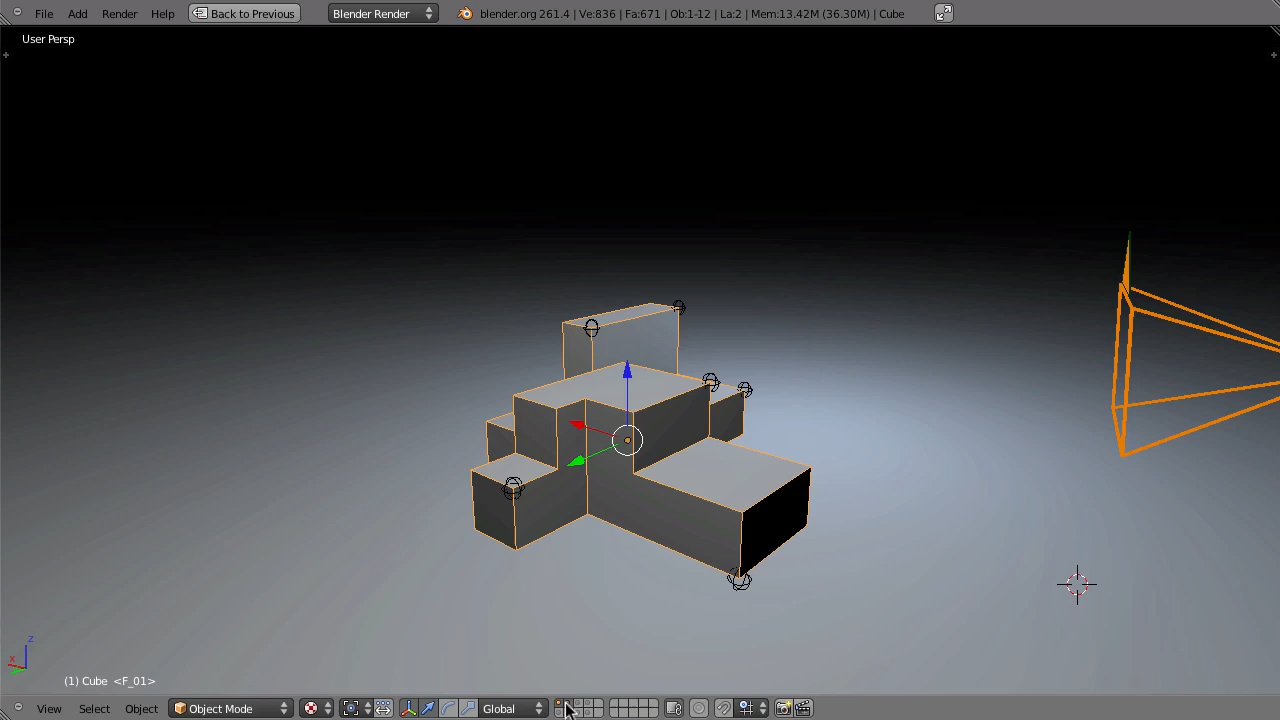 File Add Render Help Back to Previous Blender Render blender.org 261.4 | Ve:836 | Fa:671 | Ob:1-12 | La:2 | Mem:13.42M (36.30M) | Cube
User Persp
z
x
(1) Cube <F_01>
View Select Object Object Mode Global